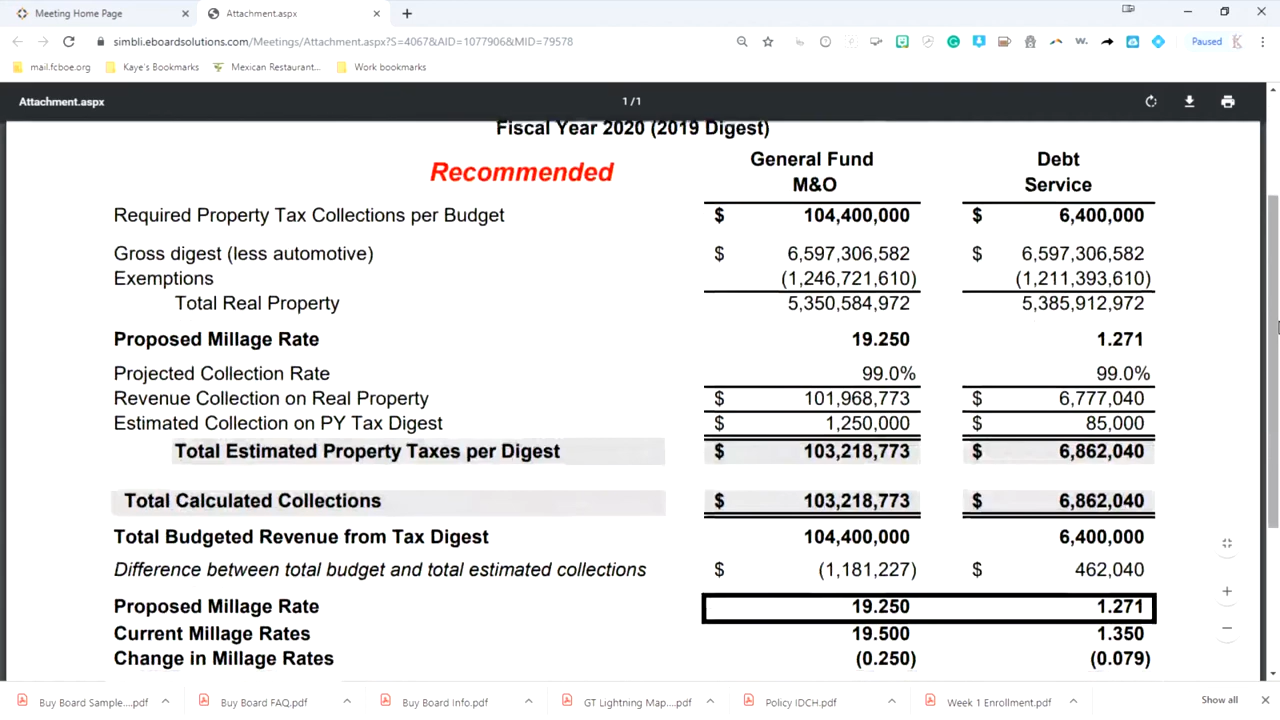 Meeting Home Page
Attachment.aspx
simbli.eboardsolutions.com/Meetings/Attachment.aspx?S=4067&AID=1077906&MID=79578
Paused
mail.fcboe.org Kaye's Bookmarks Mexican Restaurant... Work bookmarks
Attachment.aspx 1 / 1
Fiscal Year 2020 (2019 Digest)
Recommended
General Fund Debt
M&O Service
Required Property Tax Collections per Budget $ 104,400,000 $ 6,400,000
Gross digest (less automotive) $ 6,597,306,582 $ 6,597,306,582
Exemptions (1,246,721,610) (1,211,393,610)
Total Real Property 5,350,584,972 5,385,912,972
Proposed Millage Rate 19.250 1.271
Projected Collection Rate 99.0% 99.0%
Revenue Collection on Real Property $ 101,968,773 $ 6,777,040
Estimated Collection on PY Tax Digest $ 1,250,000 $ 85,000
Total Estimated Property Taxes per Digest $ 103,218,773 $ 6,862,040
Total Calculated Collections $ 103,218,773 $ 6,862,040
Total Budgeted Revenue from Tax Digest 104,400,000 6,400,000
Difference between total budget and total estimated collections $ (1,181,227) $ 462,040
Proposed Millage Rate 19.250 1.271
Current Millage Rates 19.500 1.350
Change in Millage Rates (0.250) (0.079)
Buy Board Sample....pdf Buy Board FAQ.pdf Buy Board Info.pdf GT Lightning Map....pdf Policy IDCH.pdf Week 1 Enrollment.pdf Show all